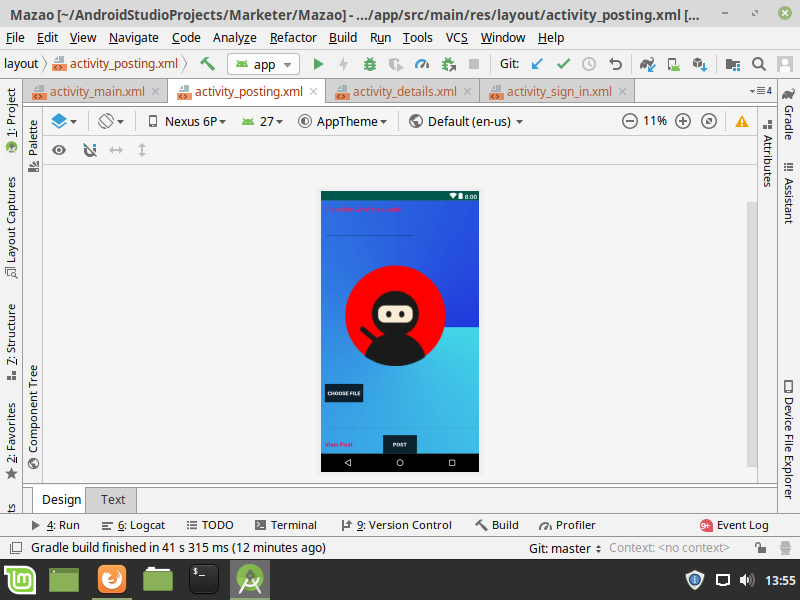 Mazao [~/AndroidStudioProjects/Marketer/Mazao] - .../app/src/main/res/layout/activity_posting.xml [...
File Edit View Navigate Code Analyze Refactor Build Run Tools VCS Window Help
layout activity_posting.xml app Git:
activity_main.xml activity_posting.xml activity_details.xml activity_sign_in.xml 4
Nexus 6P 27 AppTheme Default (en-us) 11%
1: Project
Layout Captures
7: Structure
2: Favorites
ts
Palette
Component Tree
8:00
CHOOSE FILE
View Post POST
Attributes
Gradle
Assistant
Device File Explorer
Design Text
4: Run 6: Logcat TODO Terminal 9: Version Control Build Profiler 9+ Event Log
Gradle build finished in 41 s 315 ms (12 minutes ago) Git: master Context: <no context>
$_ 13:55